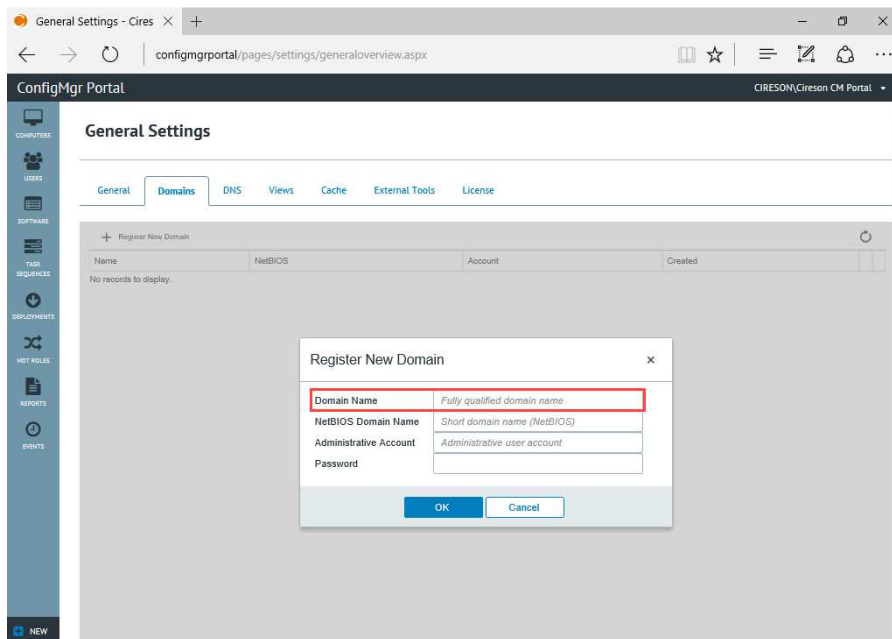 General Settings - Cires
configmgrportal/pages/settings/generaloverview.aspx
ConfigMgr Portal
CIRESON\Cireson CM Portal
COMPUTERS
USERS
SOFTWARE
TASK
SEQUENCES
DEPLOYMENTS
MDT ROLES
REPORTS
EVENTS
NEW
General Settings
General Domains DNS Views Cache External Tools License
Register New Domain
Name NetBIOS Account Created
No records to display.
Register New Domain
Domain Name Fully qualified domain name
NetBIOS Domain Name Short domain name (NetBIOS)
Administrative Account Administrative user account
Password
OK Cancel